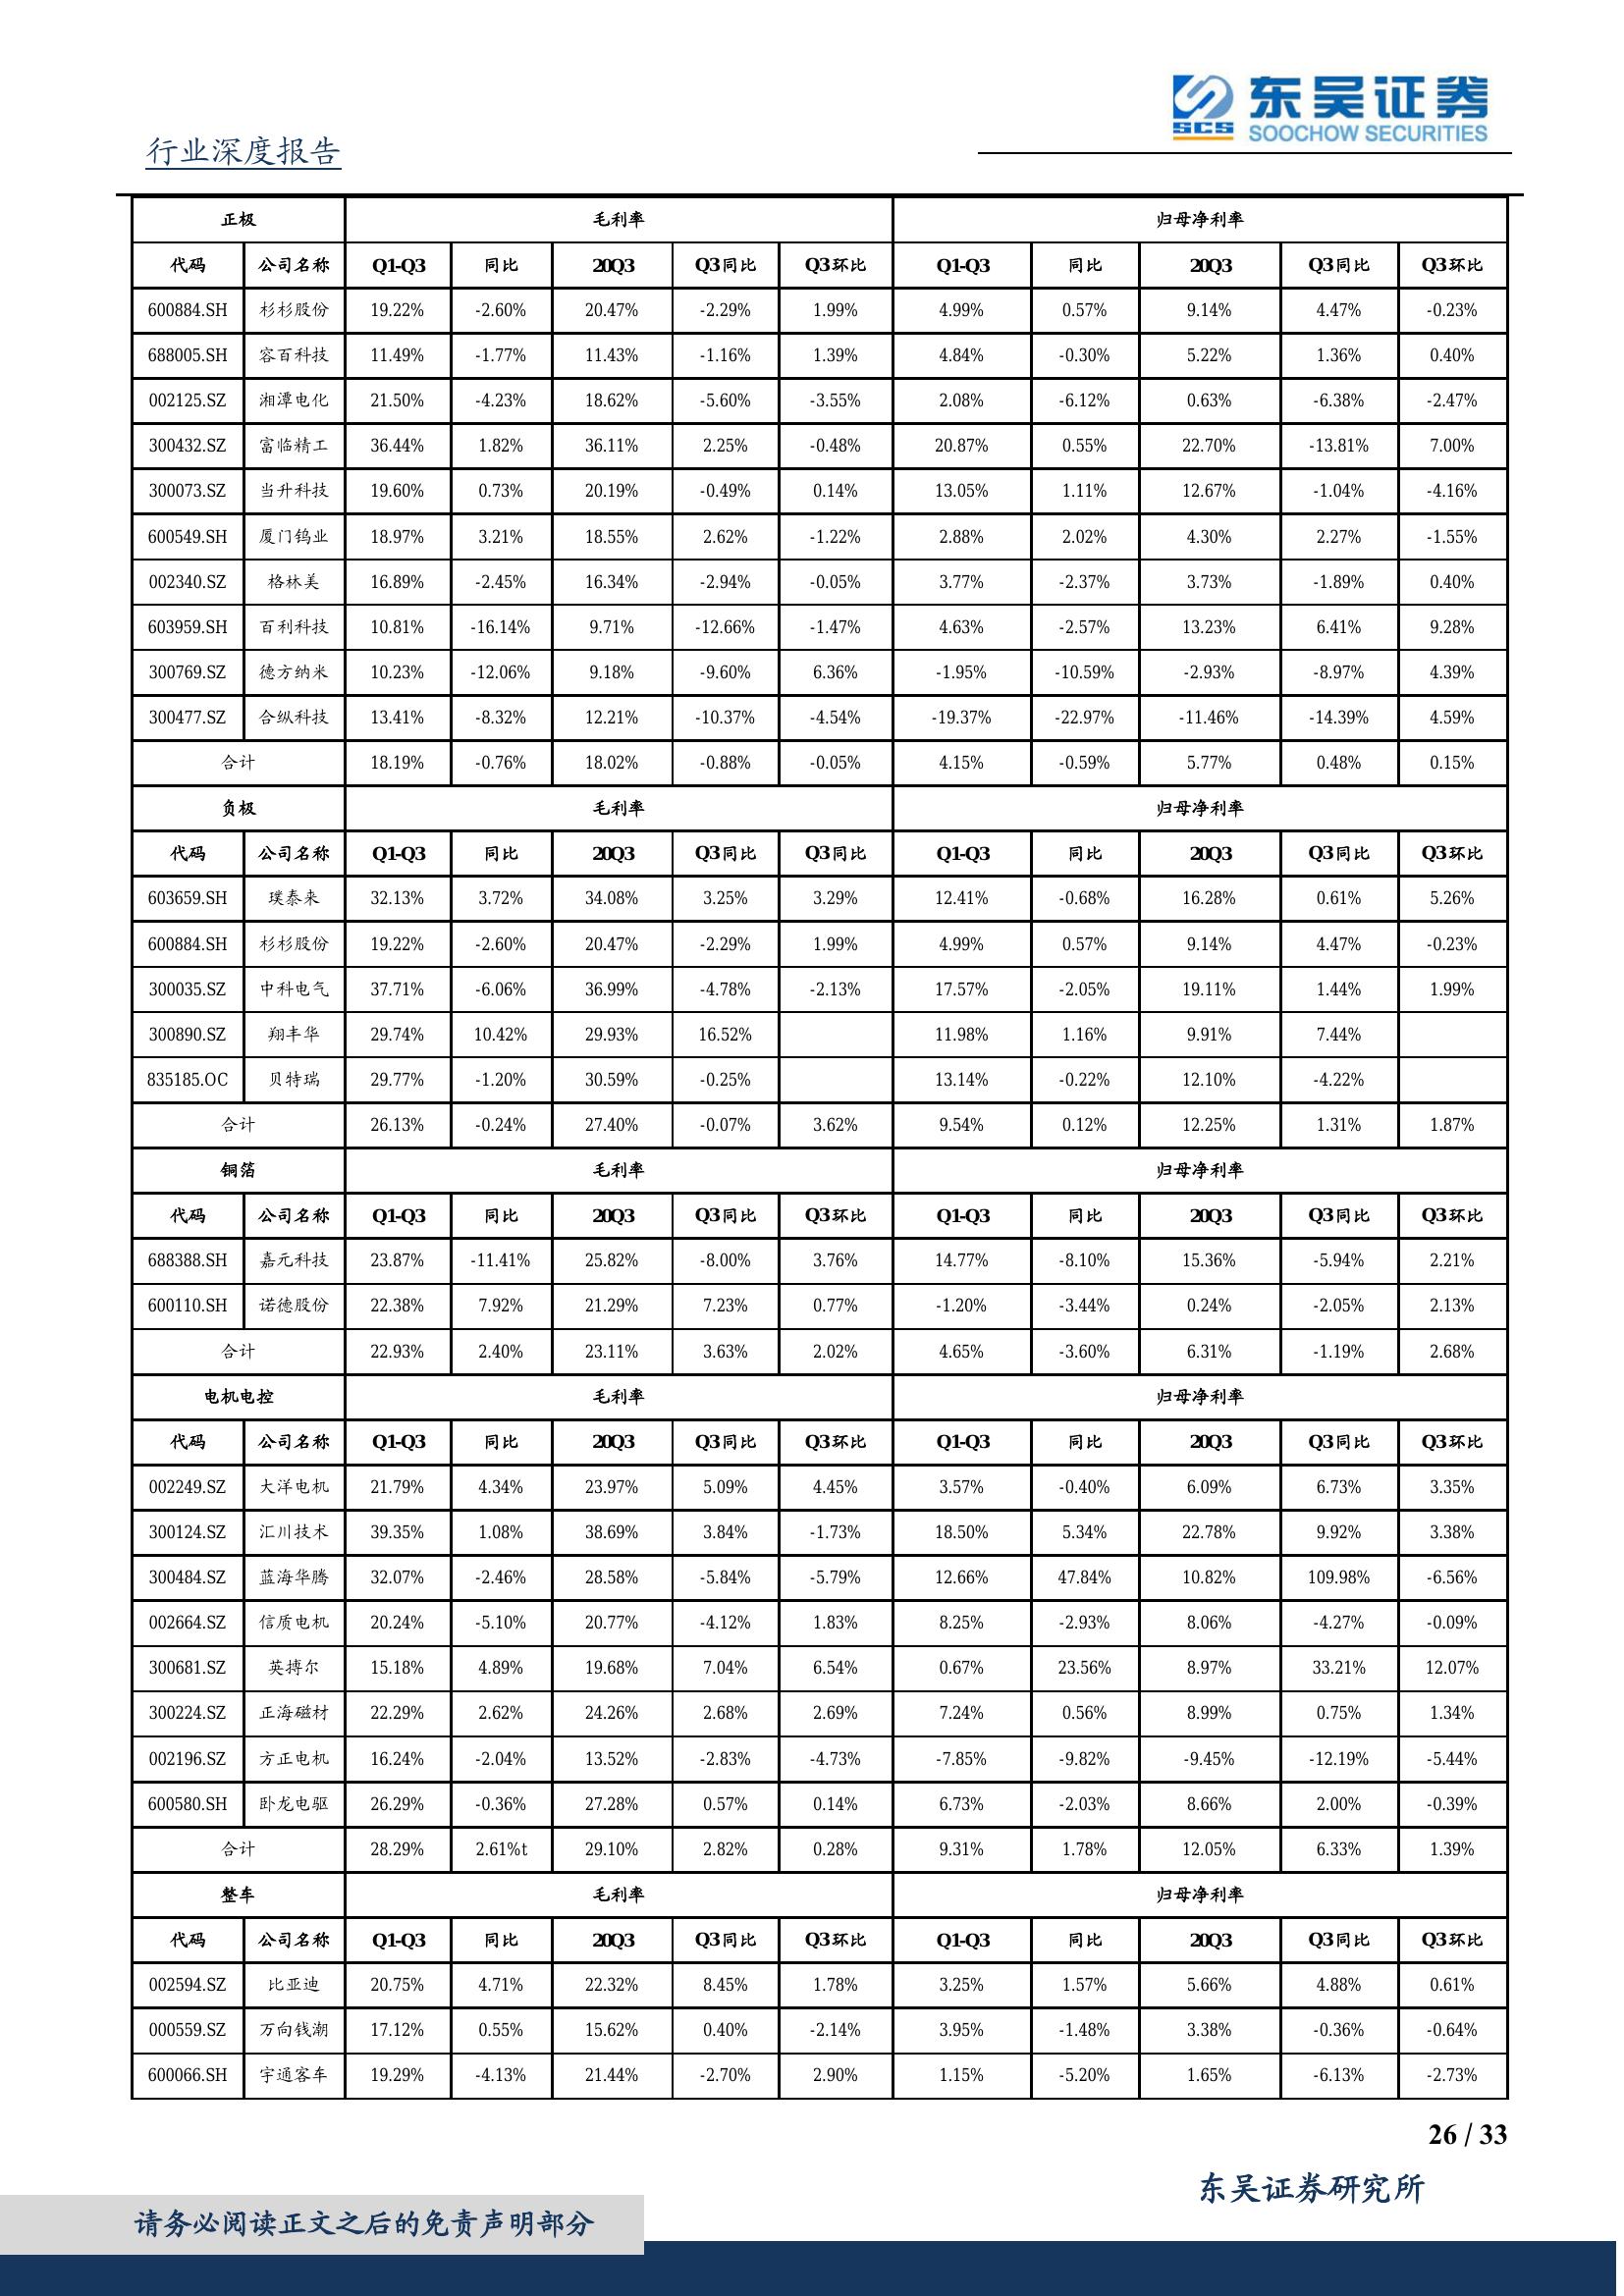 东吴证券
SCS
SOOCHOW SECURITIES
行业深度报告
正极 毛利率 归母净利率
代码 公司名称 Q1-Q3 同比 20Q3 Q3同比 Q3环比 Q1-Q3 同比 20Q3 Q3同比 Q3环比
600884.SH 杉杉股份 19.22% -2.60% 20.47% -2.29% 1.99% 4.99% 0.57% 9.14% 4.47% -0.23%
688005.SH 容百科技 11.49% -1.77% 11.43% -1.16% 1.39% 4.84% -0.30% 5.22% 1.36% 0.40%
002125.SZ 湘潭电化 21.50% -4.23% 18.62% -5.60% -3.55% 2.08% -6.12% 0.63% -6.38% -2.47%
300432.SZ 富临精工 36.44% 1.82% 36.11% 2.25% -0.48% 20.87% 0.55% 22.70% -13.81% 7.00%
300073.SZ 当升科技 19.60% 0.73% 20.19% -0.49% 0.14% 13.05% 1.11% 12.67% -1.04% -4.16%
600549.SH 厦门钨业 18.97% 3.21% 18.55% 2.62% -1.22% 2.88% 2.02% 4.30% 2.27% -1.55%
002340.SZ 格林美 16.89% -2.45% 16.34% -2.94% -0.05% 3.77% -2.37% 3.73% -1.89% 0.40%
603959.SH 百利科技 10.81% -16.14% 9.71% -12.66% -1.47% 4.63% -2.57% 13.23% 6.41% 9.28%
300769.SZ 德方纳米 10.23% -12.06% 9.18% -9.60% 6.36% -1.95% -10.59% -2.93% -8.97% 4.39%
300477.SZ 合纵科技 13.41% -8.32% 12.21% -10.37% -4.54% -19.37% -22.97% -11.46% -14.39% 4.59%
合计 18.19% -0.76% 18.02% -0.88% -0.05% 4.15% -0.59% 5.77% 0.48% 0.15%
负极 毛利率 归母净利率
代码 公司名称 Q1-Q3 同比 20Q3 Q3同比 Q3同比 Q1-Q3 同比 20Q3 Q3同比 Q3环比
603659.SH 璞泰来 32.13% 3.72% 34.08% 3.25% 3.29% 12.41% -0.68% 16.28% 0.61% 5.26%
600884.SH 杉杉股份 19.22% -2.60% 20.47% -2.29% 1.99% 4.99% 0.57% 9.14% 4.47% -0.23%
300035.SZ 中科电气 37.71% -6.06% 36.99% -4.78% -2.13% 17.57% -2.05% 19.11% 1.44% 1.99%
300890.SZ 翔丰华 29.74% 10.42% 29.93% 16.52% 11.98% 1.16% 9.91% 7.44%
835185.OC 贝特瑞 29.77% -1.20% 30.59% -0.25% 13.14% -0.22% 12.10% -4.22%
合计 26.13% -0.24% 27.40% -0.07% 3.62% 9.54% 0.12% 12.25% 1.31% 1.87%
铜箔 毛利率 归母净利率
代码 公司名称 Q1-Q3 同比 20Q3 Q3同比 Q3环比 Q1-Q3 同比 20Q3 Q3同比 Q3环比
688388.SH 嘉元科技 23.87% -11.41% 25.82% -8.00% 3.76% 14.77% -8.10% 15.36% -5.94% 2.21%
600110.SH 诺德股份 22.38% 7.92% 21.29% 7.23% 0.77% -1.20% -3.44% 0.24% -2.05% 2.13%
合计 22.93% 2.40% 23.11% 3.63% 2.02% 4.65% -3.60% 6.31% -1.19% 2.68%
电机电控 毛利率 归母净利率
代码 公司名称 Q1-Q3 同比 20Q3 Q3同比 Q3环比 Q1-Q3 同比 20Q3 Q3同比 Q3环比
002249.SZ 大洋电机 21.79% 4.34% 23.97% 5.09% 4.45% 3.57% -0.40% 6.09% 6.73% 3.35%
300124.SZ 汇川技术 39.35% 1.08% 38.69% 3.84% -1.73% 18.50% 5.34% 22.78% 9.92% 3.38%
300484.SZ 蓝海华腾 32.07% -2.46% 28.58% -5.84% -5.79% 12.66% 47.84% 10.82% 109.98% -6.56%
002664.SZ 信质电机 20.24% -5.10% 20.77% -4.12% 1.83% 8.25% -2.93% 8.06% -4.27% -0.09%
300681.SZ 英搏尔 15.18% 4.89% 19.68% 7.04% 6.54% 0.67% 23.56% 8.97% 33.21% 12.07%
300224.SZ 正海磁材 22.29% 2.62% 24.26% 2.68% 2.69% 7.24% 0.56% 8.99% 0.75% 1.34%
002196.SZ 方正电机 16.24% -2.04% 13.52% -2.83% -4.73% -7.85% -9.82% -9.45% -12.19% -5.44%
600580.SH 卧龙电驱 26.29% -0.36% 27.28% 0.57% 0.14% 6.73% -2.03% 8.66% 2.00% -0.39%
合计 28.29% 2.61%t 29.10% 2.82% 0.28% 9.31% 1.78% 12.05% 6.33% 1.39%
整车 毛利率 归母净利率
代码 公司名称 Q1-Q3 同比 20Q3 Q3同比 Q3环比 Q1-Q3 同比 20Q3 Q3同比 Q3环比
002594.SZ 比亚迪 20.75% 4.71% 22.32% 8.45% 1.78% 3.25% 1.57% 5.66% 4.88% 0.61%
000559.SZ 万向钱潮 17.12% 0.55% 15.62% 0.40% -2.14% 3.95% -1.48% 3.38% -0.36% -0.64%
600066.SH 宇通客车 19.29% -4.13% 21.44% -2.70% 2.90% 1.15% -5.20% 1.65% -6.13% -2.73%
26 / 33
东吴证券研究所
请务必阅读正文之后的免责声明部分